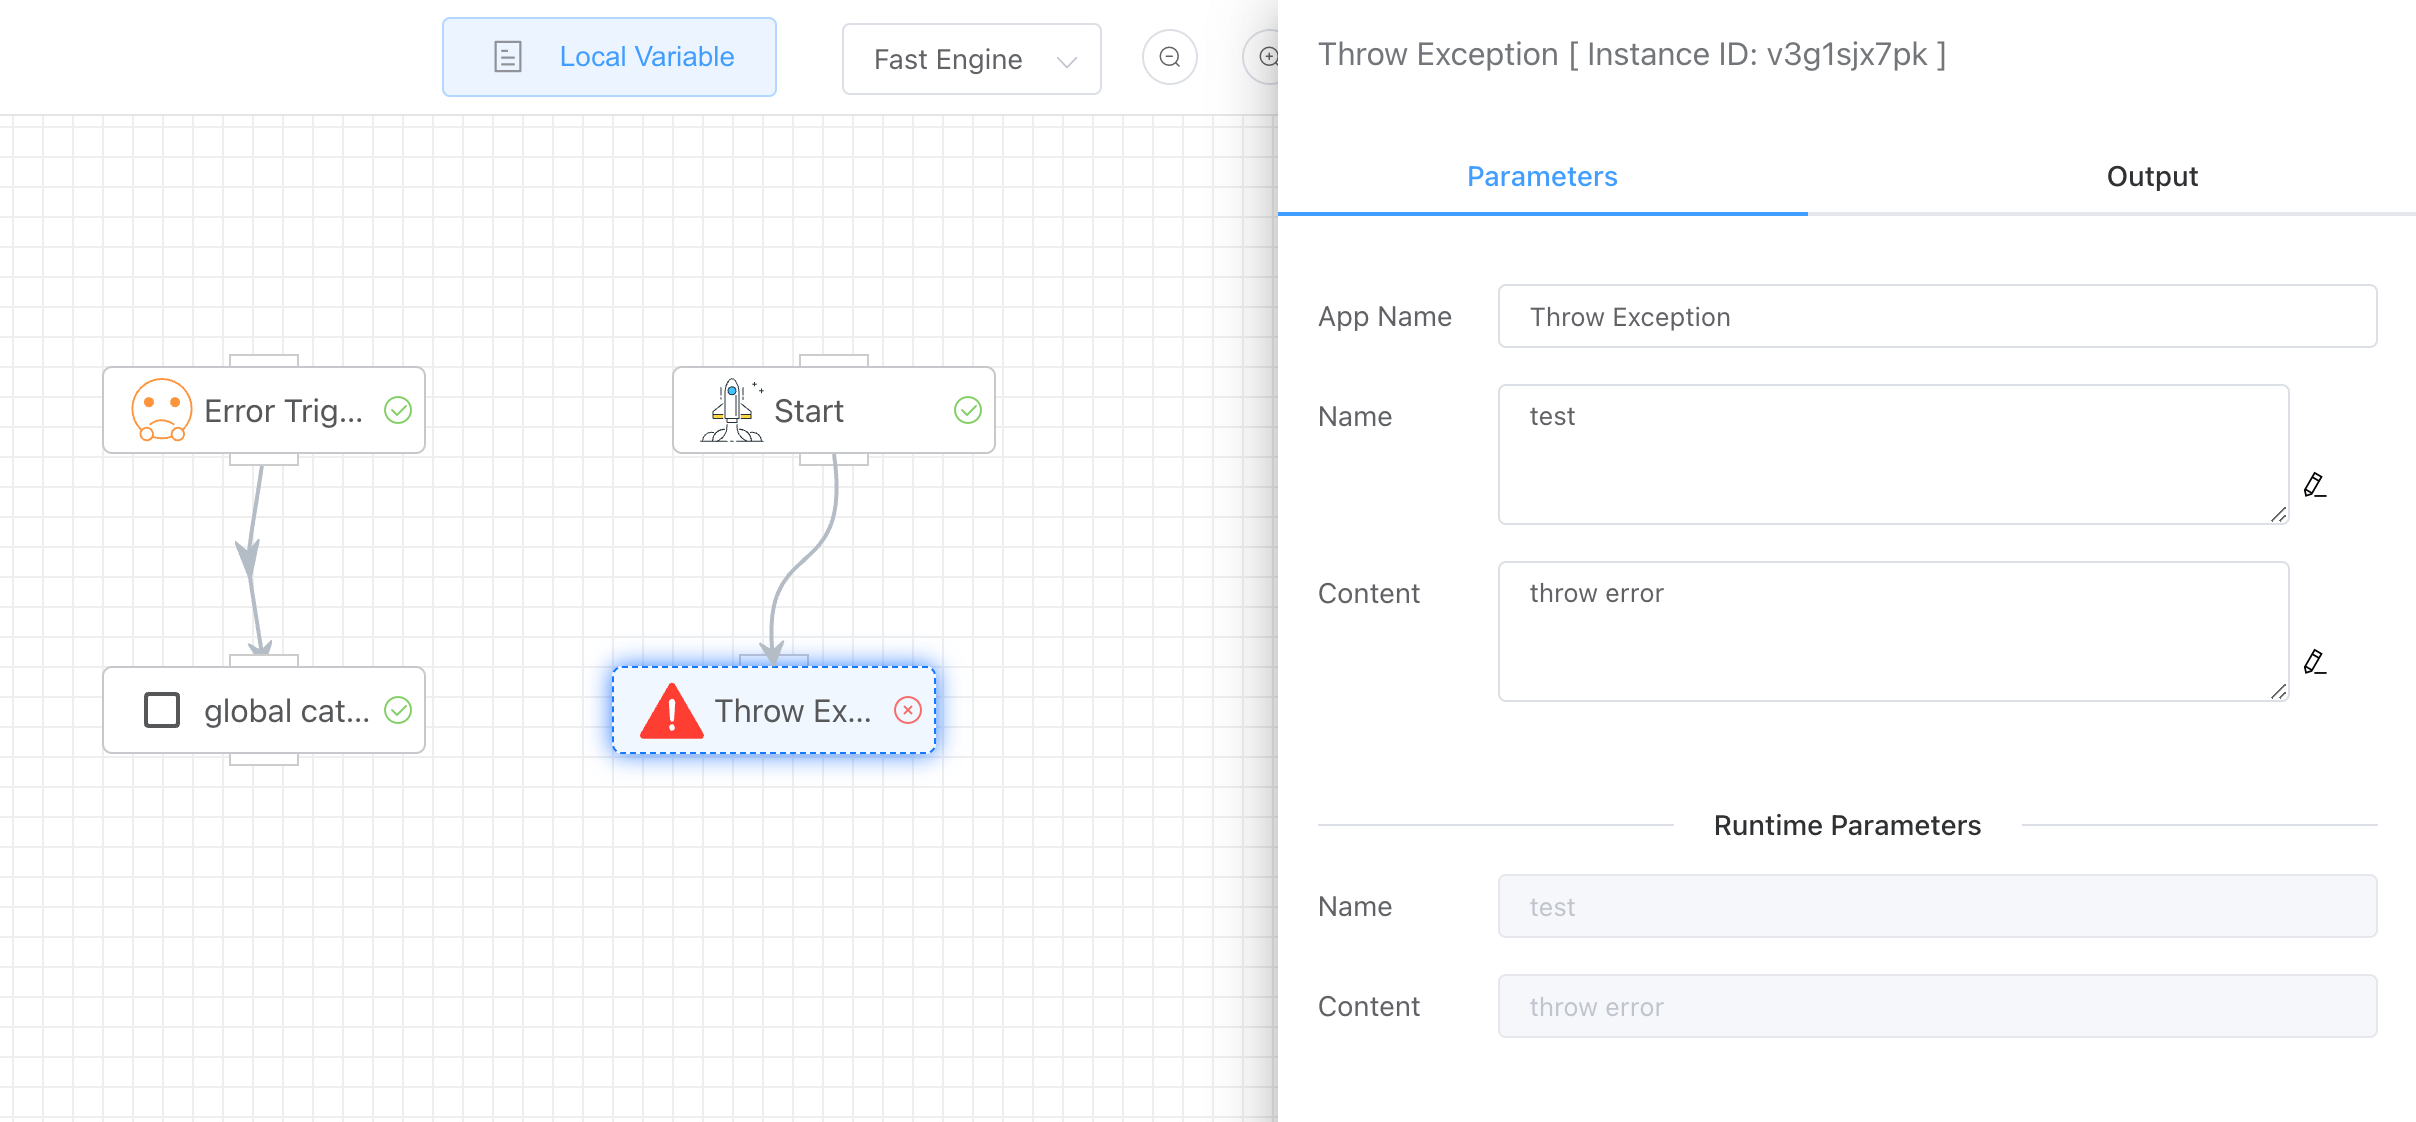 Local Variable
Fast Engine
Error Trig...
Start
global cat...
Throw Ex...
Throw Exception [ Instance ID: v3g1sjx7pk ]
Parameters
Output
App Name
Throw Exception
Name
test
Content
throw error
Runtime Parameters
Name
test
Content
throw error